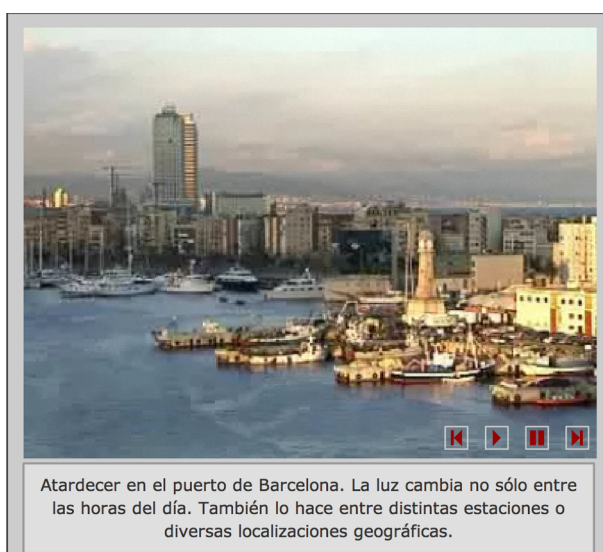 Atardecer en el puerto de Barcelona. La luz cambia no sólo entre
las horas del día. También lo hace entre distintas estaciones o
diversas localizaciones geográficas.